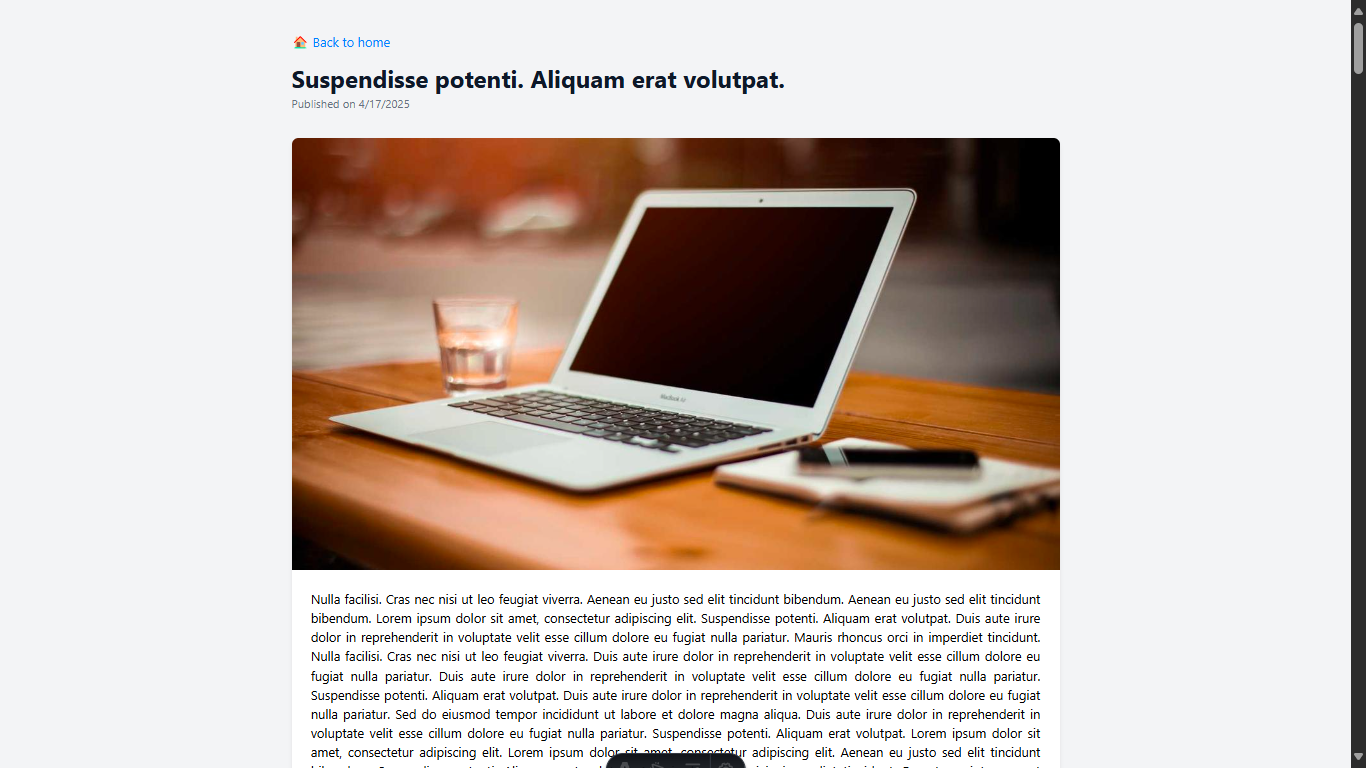 Back to home
Suspendisse potenti. Aliquam erat volutpat.
Published on 4/17/2025
MacBook Air
Nulla facilisi. Cras nec nisi ut leo feugiat viverra. Aenean eu justo sed elit tincidunt bibendum. Aenean eu justo sed elit tincidunt
bibendum. Lorem ipsum dolor sit amet, consectetur adipiscing elit. Suspendisse potenti. Aliquam erat volutpat. Duis aute irure
dolor in reprehenderit in voluptate velit esse cillum dolore eu fugiat nulla pariatur. Mauris rhoncus orci in imperdiet tincidunt.
Nulla facilisi. Cras nec nisi ut leo feugiat viverra. Duis aute irure dolor in reprehenderit in voluptate velit esse cillum dolore eu
fugiat nulla pariatur. Duis aute irure dolor in reprehenderit in voluptate velit esse cillum dolore eu fugiat nulla pariatur.
Suspendisse potenti. Aliquam erat volutpat. Duis aute irure dolor in reprehenderit in voluptate velit esse cillum dolore eu fugiat
nulla pariatur. Sed do eiusmod tempor incididunt ut labore et dolore magna aliqua. Duis aute irure dolor in reprehenderit in
voluptate velit esse cillum dolore eu fugiat nulla pariatur. Suspendisse potenti. Aliquam erat volutpat. Lorem ipsum dolor sit
amet, consectetur adipiscing elit. Lorem ipsum dolor sit amet, consectetur adipiscing elit. Aenean eu justo sed elit tincidunt